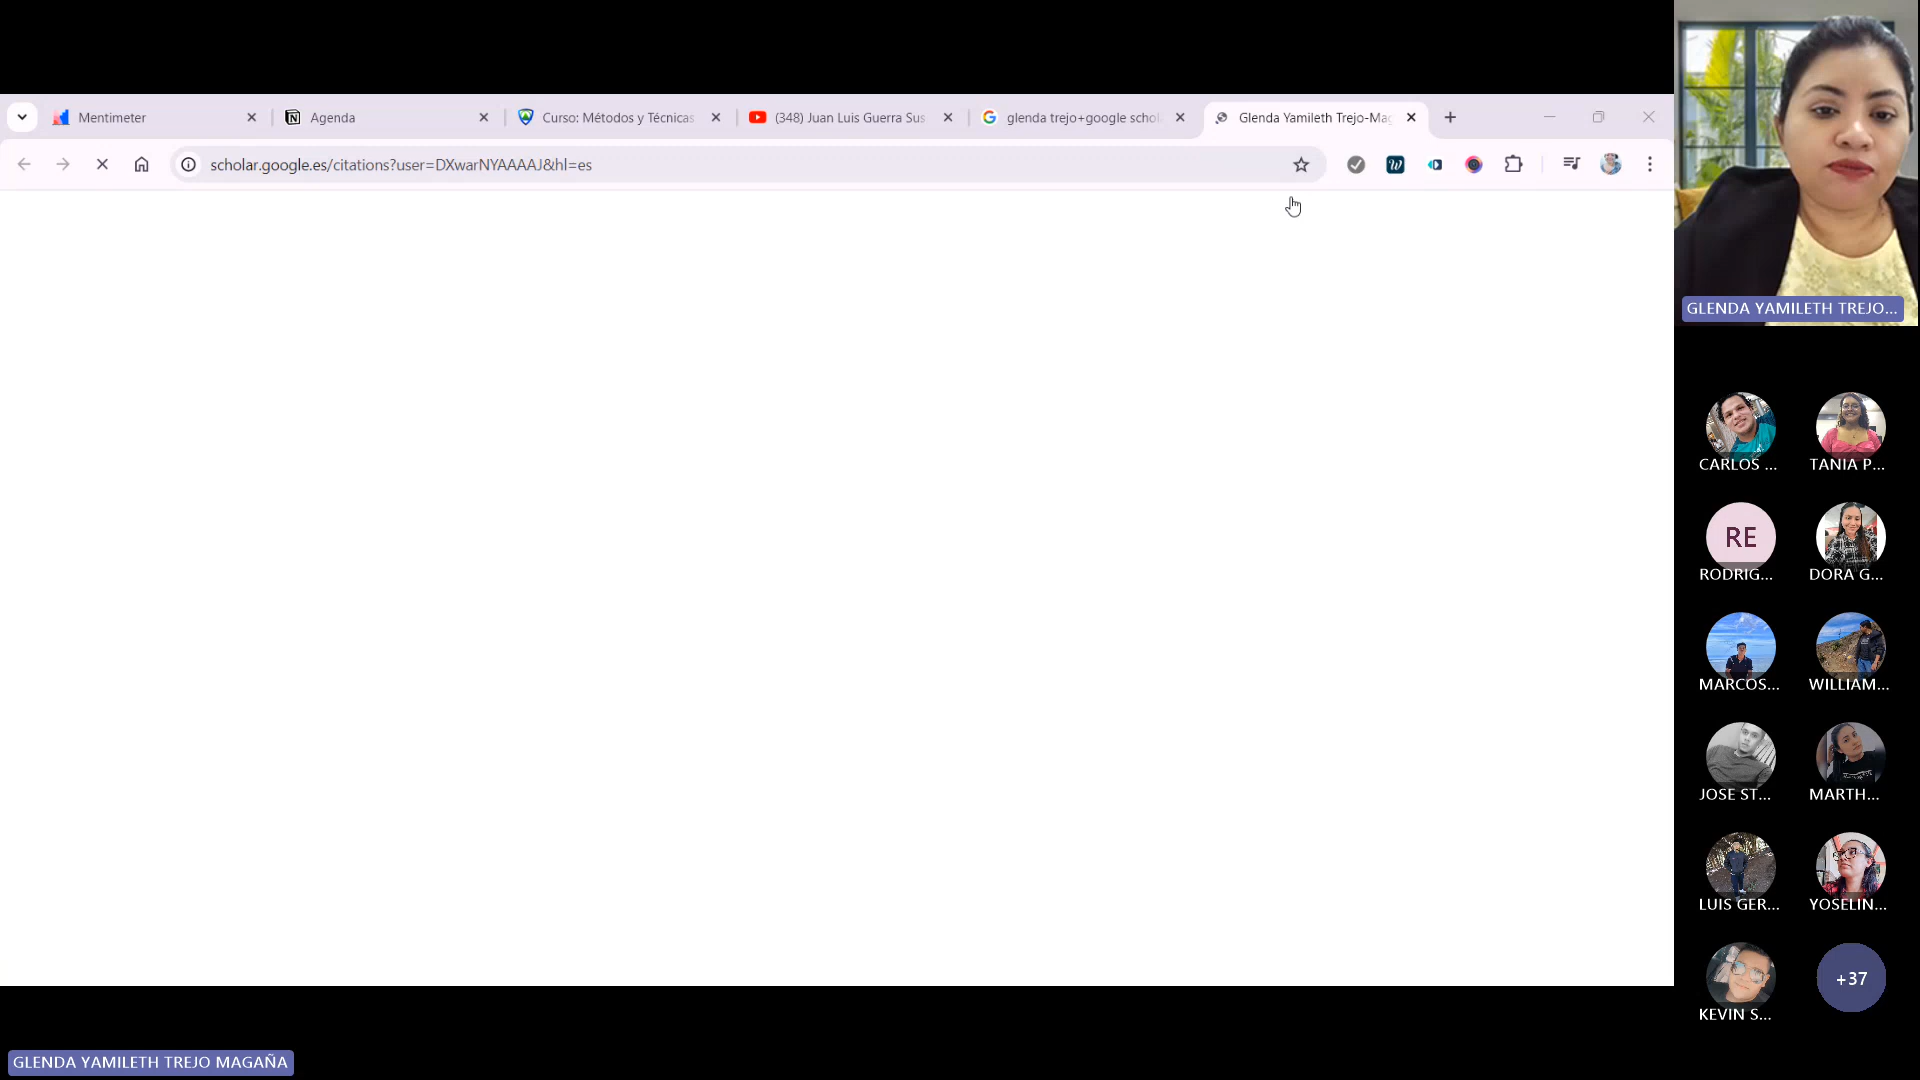 Mentimeter
Agenda
Curso: Métodos y Técnicas
(348) Juan Luis Guerra Sus
glenda trejo+google schol
Glenda Yamileth Trejo-Mag
scholar.google.es/citations?user=DXwarNYAAAAJ&hl=es
GLENDA YAMILETH TREJO...
CARLOS ...
TANIA P...
RE
RODRIG...
DORA G...
MARCOS...
WILLIAM...
JOSE ST...
MARTH...
LUIS GER...
YOSELIN...
KEVIN S...
+37
GLENDA YAMILETH TREJO MAGAÑA